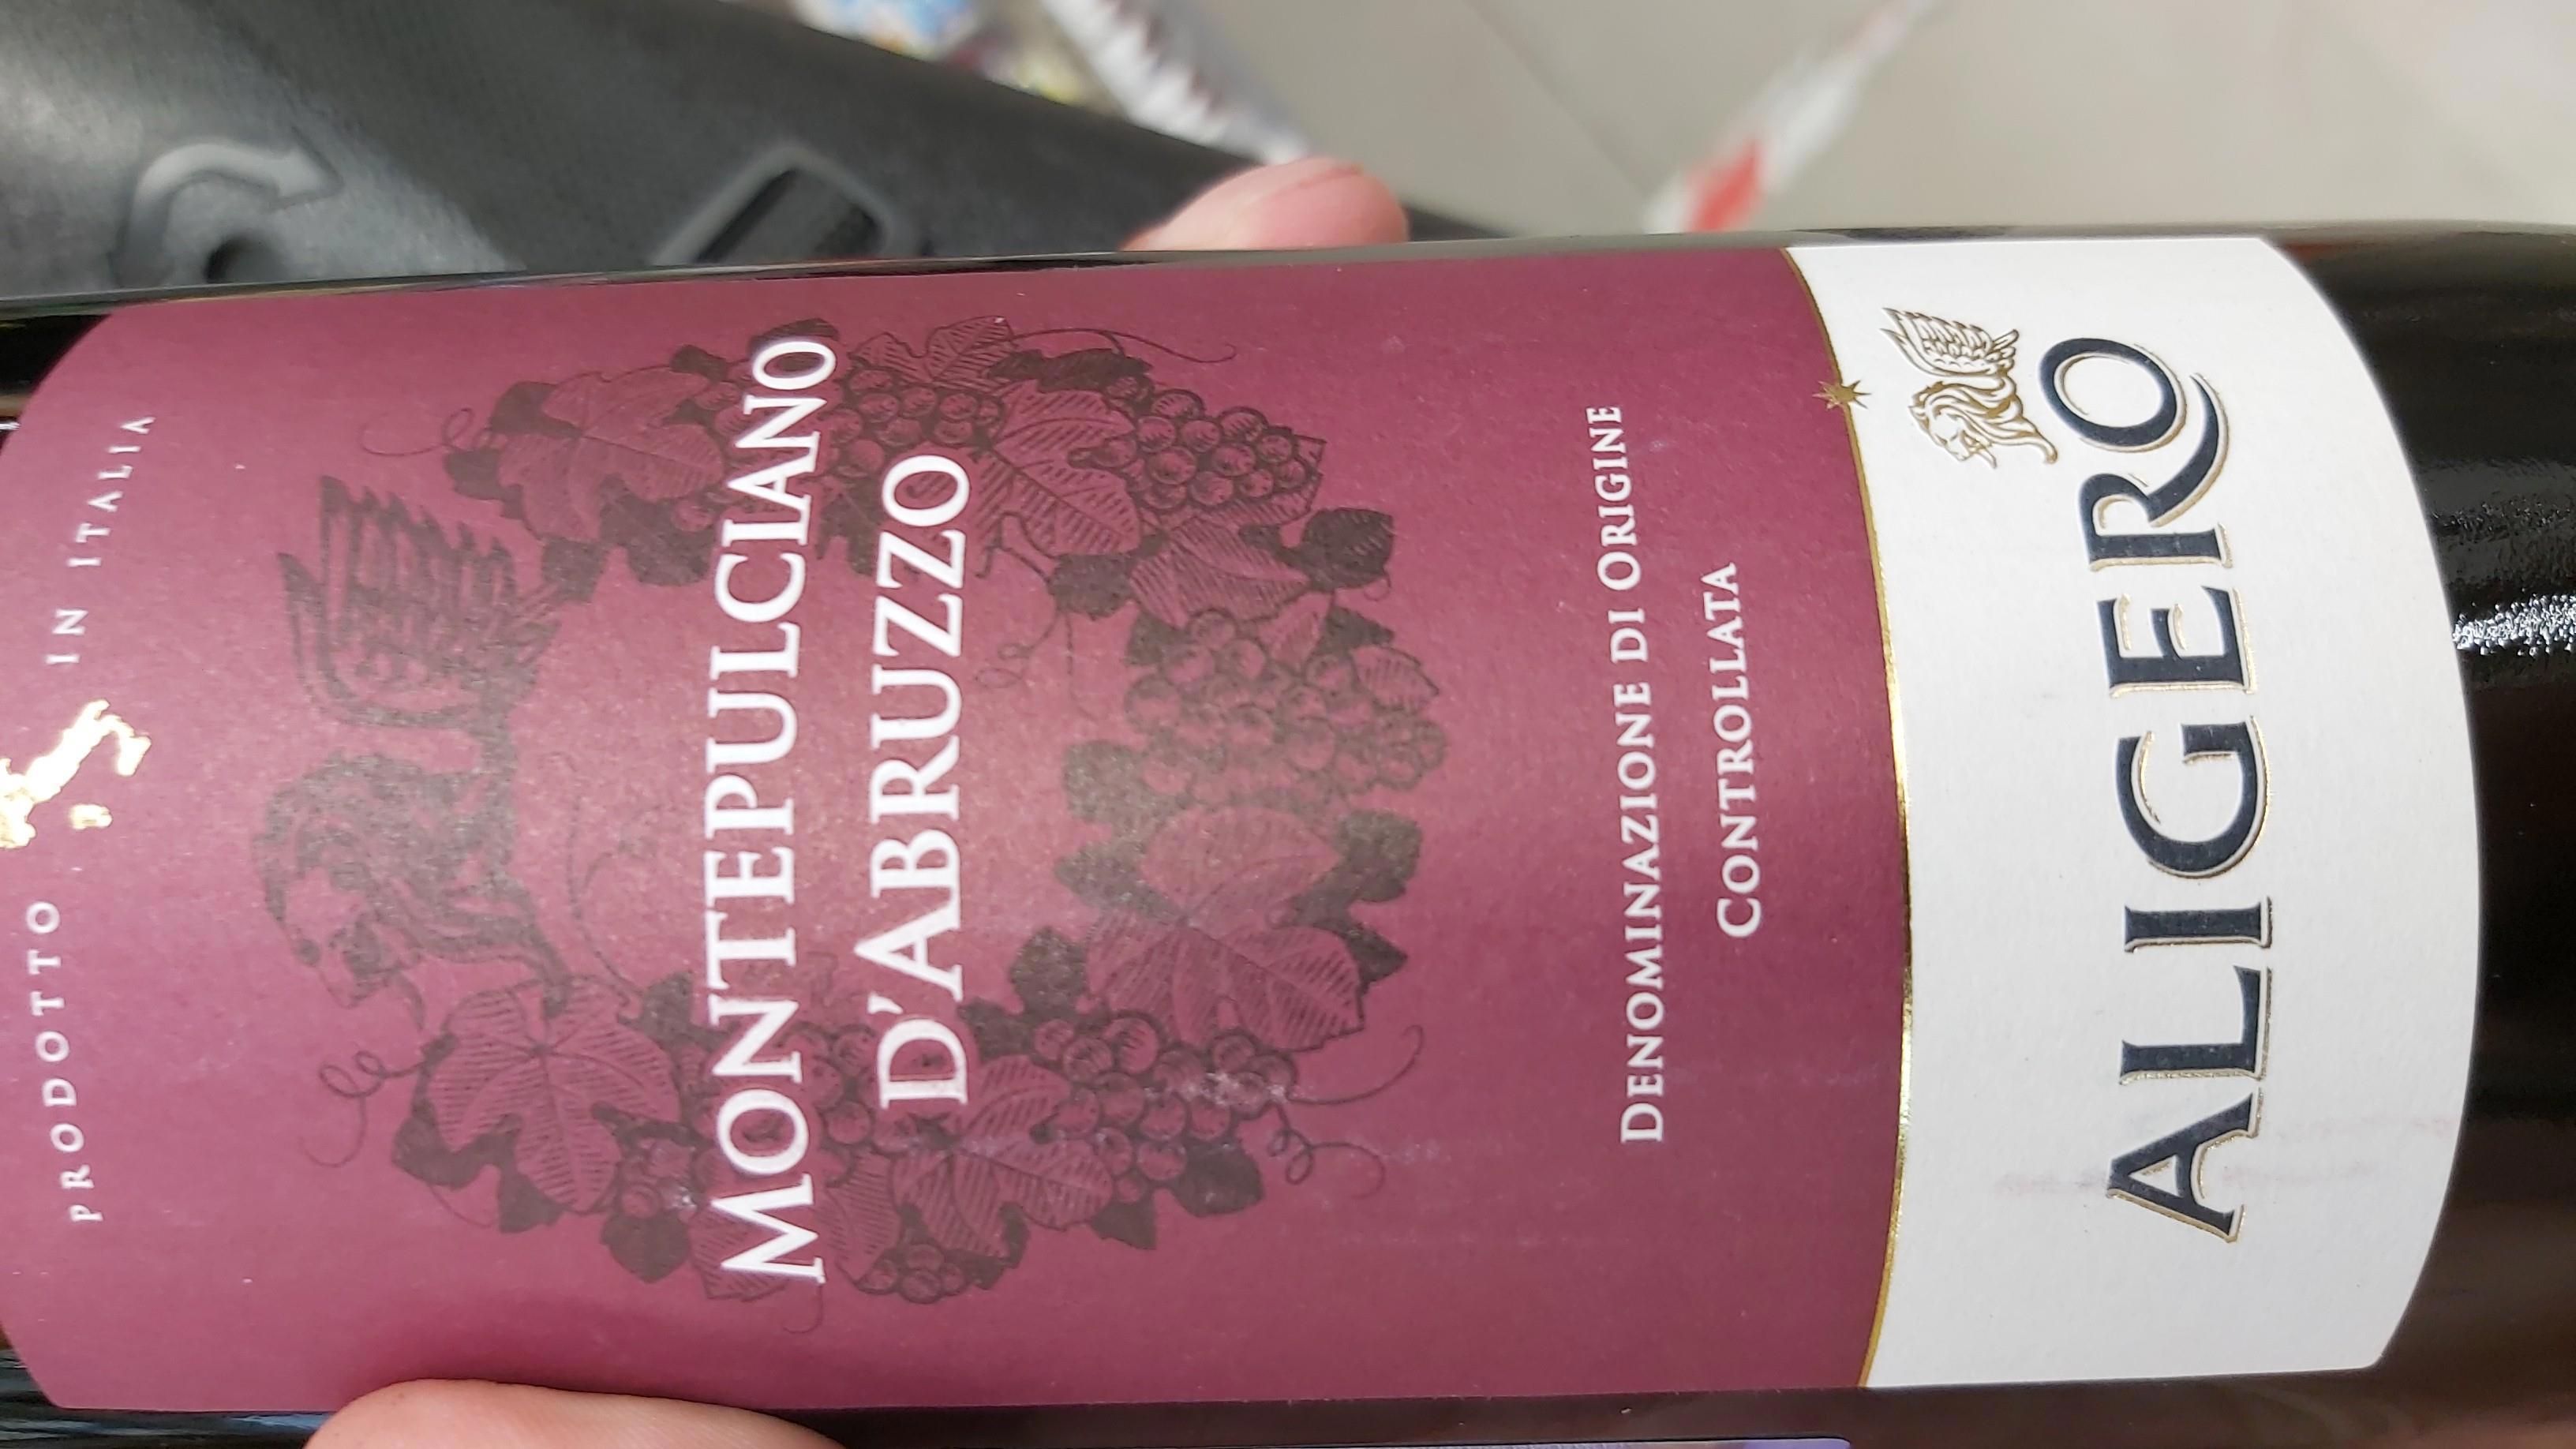 ALIGERO
DENOMINAZIONE DI ORIGINE
CONTROLLATA
MONTEPULCIANO
D'ABRUZZO
PRODOTTO IN ITALIA